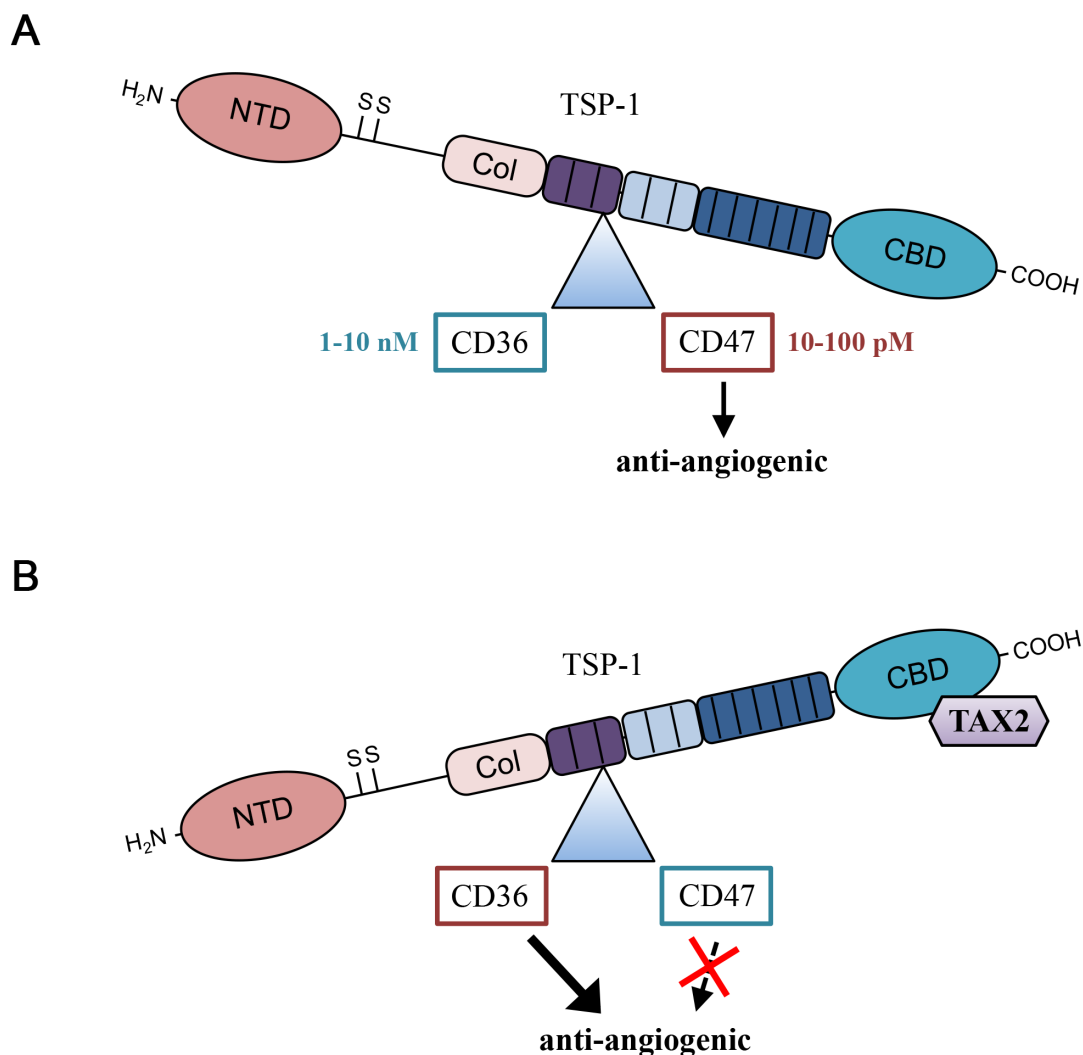 A
H₂N
NTD
S S
TSP-1
Col
CBD
COOH
1-10 nM CD36 CD47 10-100 pM
anti-angiogenic
B
TSP-1
CBD
COOH
TAX2
S S
Col
NTD
H₂N
CD36 CD47
anti-angiogenic